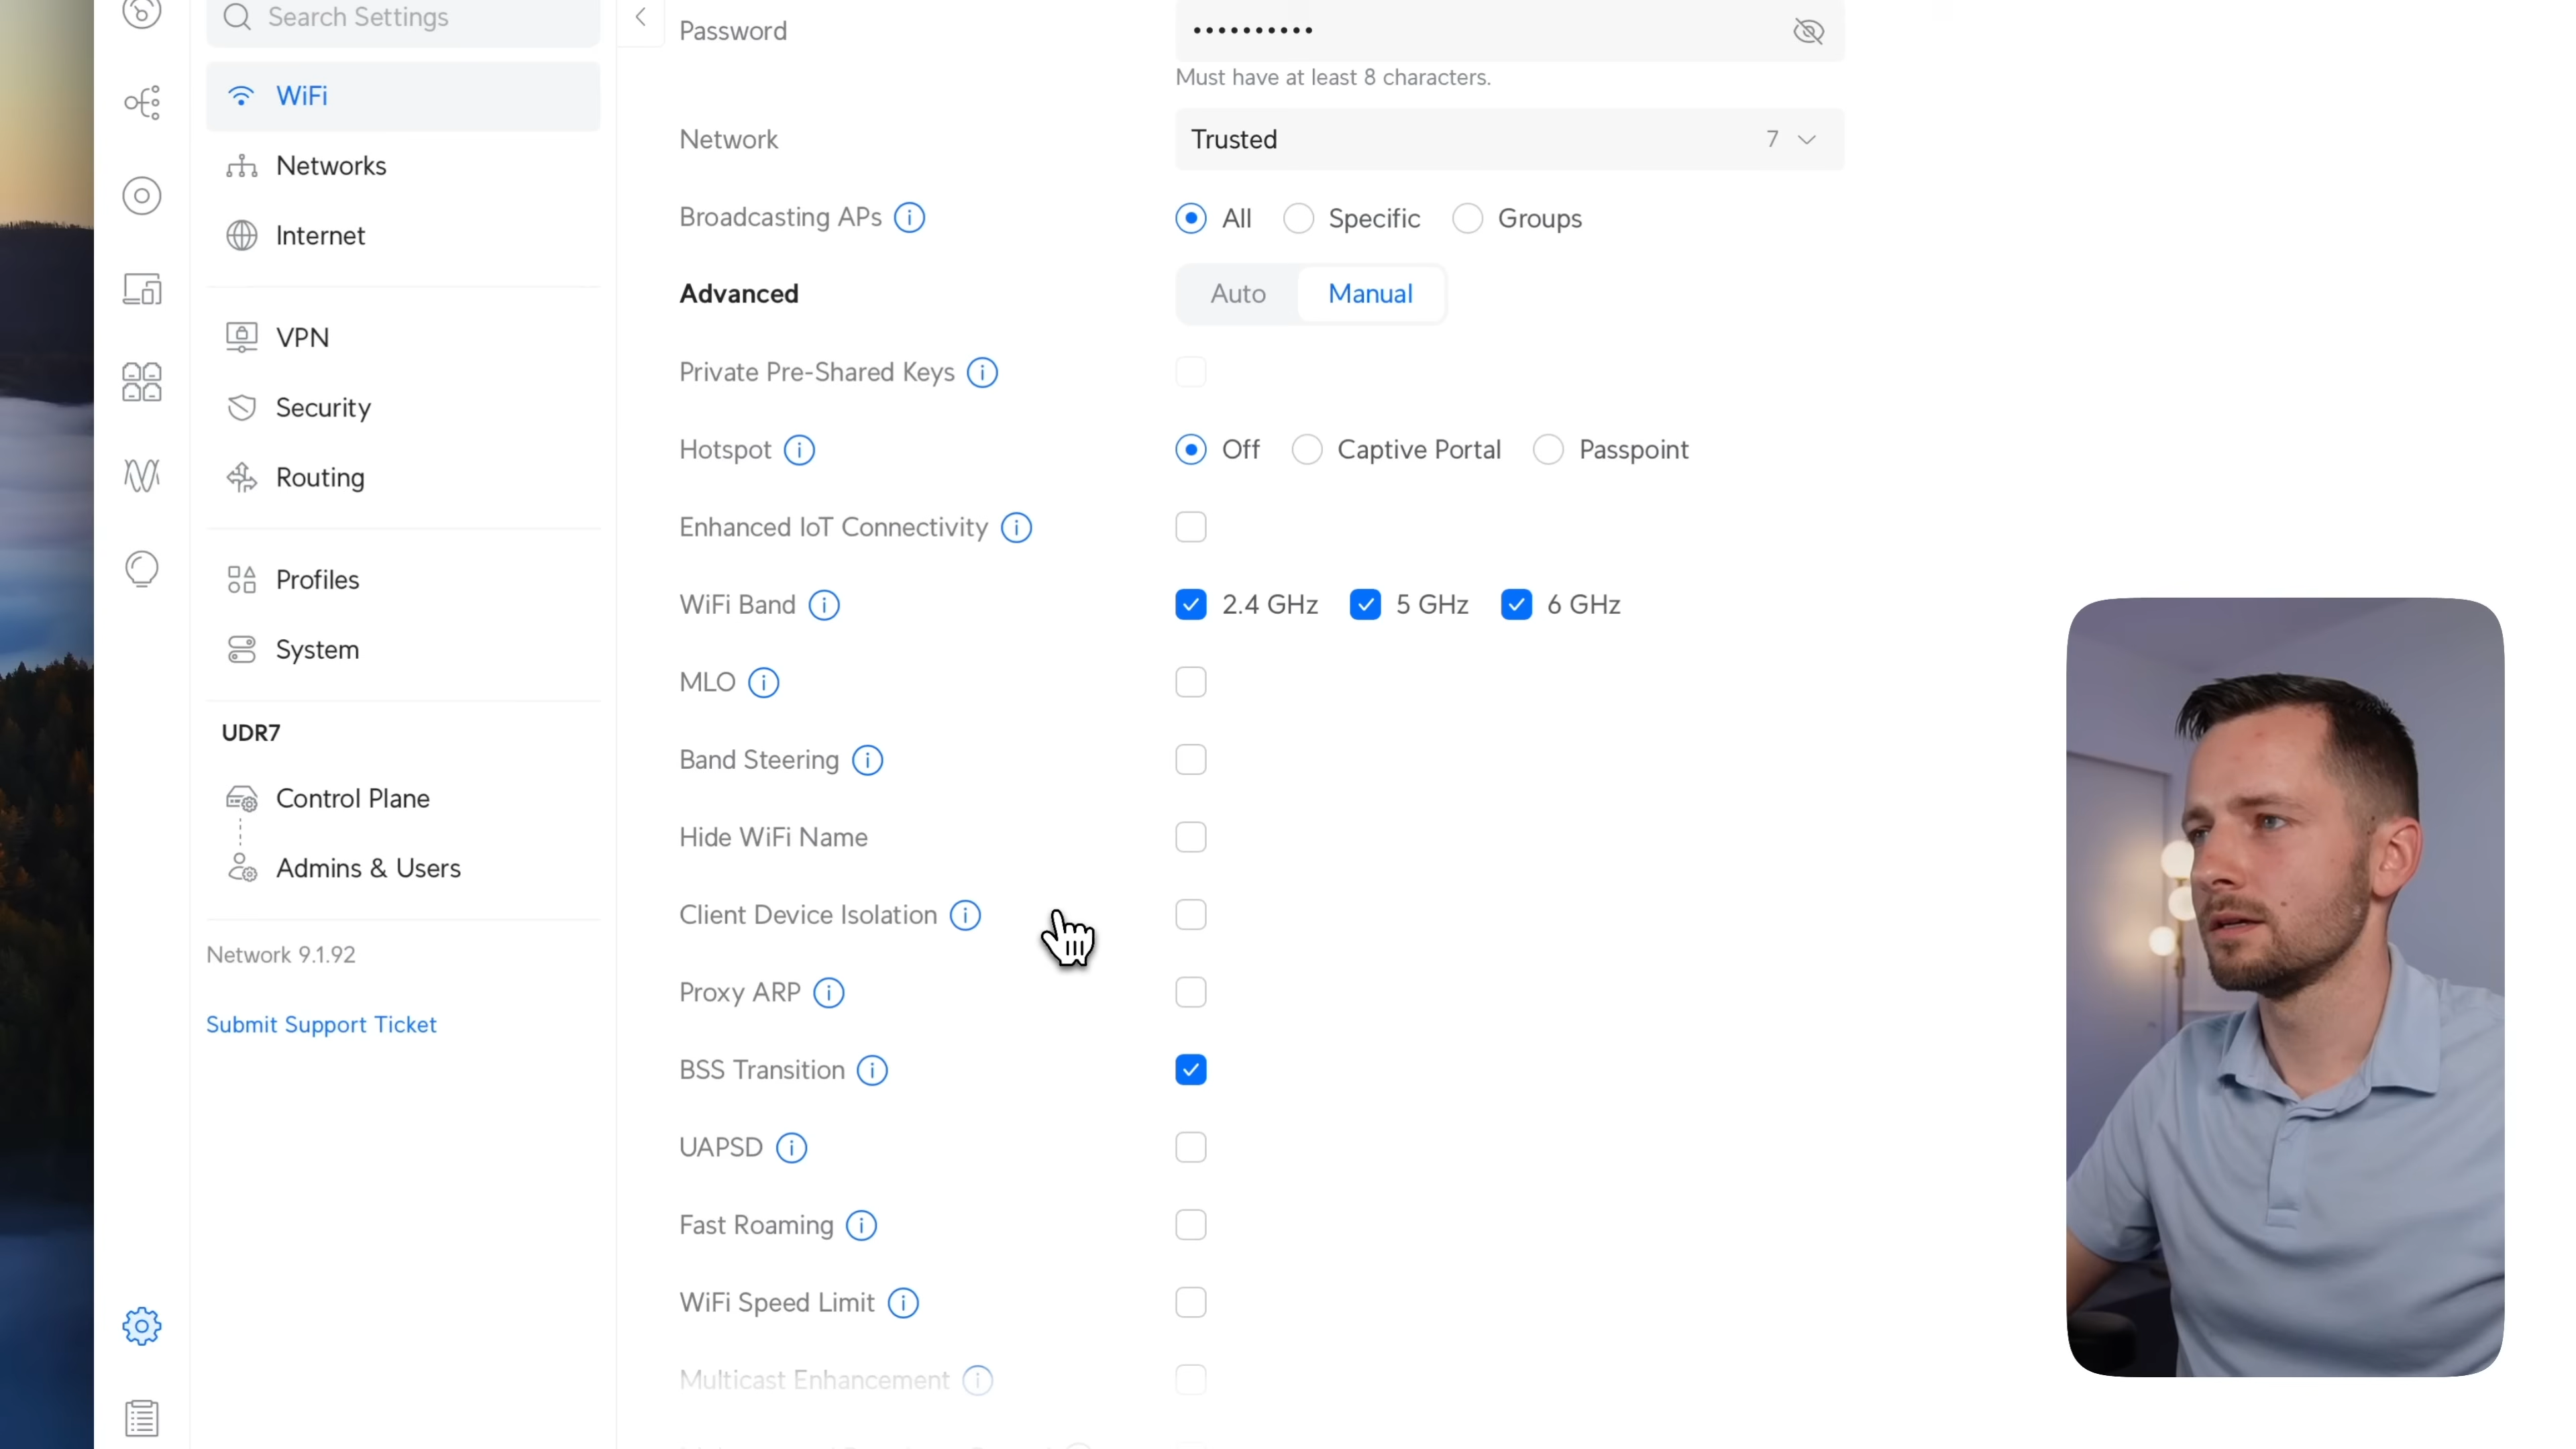 Search Settings
WiFi
Networks
Internet
VPN
Security
Routing
Profiles
System
UDR7
Control Plane
Admins & Users
Network 9.1.92
Submit Support Ticket
Password ••••••••••
Must have at least 8 characters.
Network Trusted 7
Broadcasting APs All Specific Groups
Advanced Auto Manual
Private Pre-Shared Keys
Hotspot Off Captive Portal Passpoint
Enhanced IoT Connectivity
WiFi Band 2.4 GHz 5 GHz 6 GHz
MLO
Band Steering
Hide WiFi Name
Client Device Isolation
Proxy ARP
BSS Transition
UAPSD
Fast Roaming
WiFi Speed Limit
Multicast Enhancement